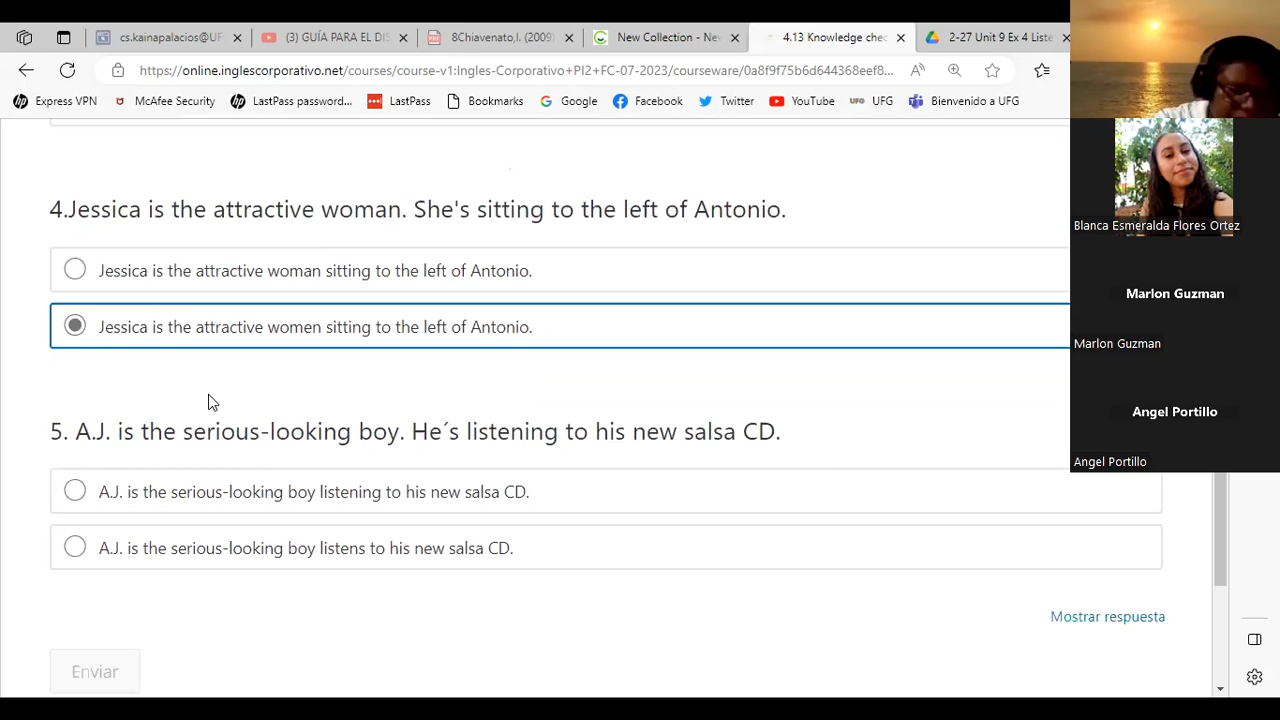 cs.kainapalacios@UF
(3) GUÍA PARA EL DIS
8Chiavenato,I. (2009)
New Collection - Nev
4.13 Knowledge chec
2-27 Unit 9 Ex 4 Liste
https://online.inglescorporativo.net/courses/course-v1:Ingles-Corporativo+PI2+FC-07-2023/courseware/0a8f9f75b6d644368eef8...
Express VPN
McAfee Security
LastPass password...
LastPass
Bookmarks
Google
Facebook
Twitter
YouTube
UFG
Bienvenido a UFG
4.Jessica is the attractive woman. She's sitting to the left of Antonio.
Jessica is the attractive woman sitting to the left of Antonio.
Jessica is the attractive women sitting to the left of Antonio.
5. A.J. is the serious-looking boy. He´s listening to his new salsa CD.
A.J. is the serious-looking boy listening to his new salsa CD.
A.J. is the serious-looking boy listens to his new salsa CD.
Mostrar respuesta
Enviar
Blanca Esmeralda Flores Ortez
Marlon Guzman
Marlon Guzman
Angel Portillo
Angel Portillo